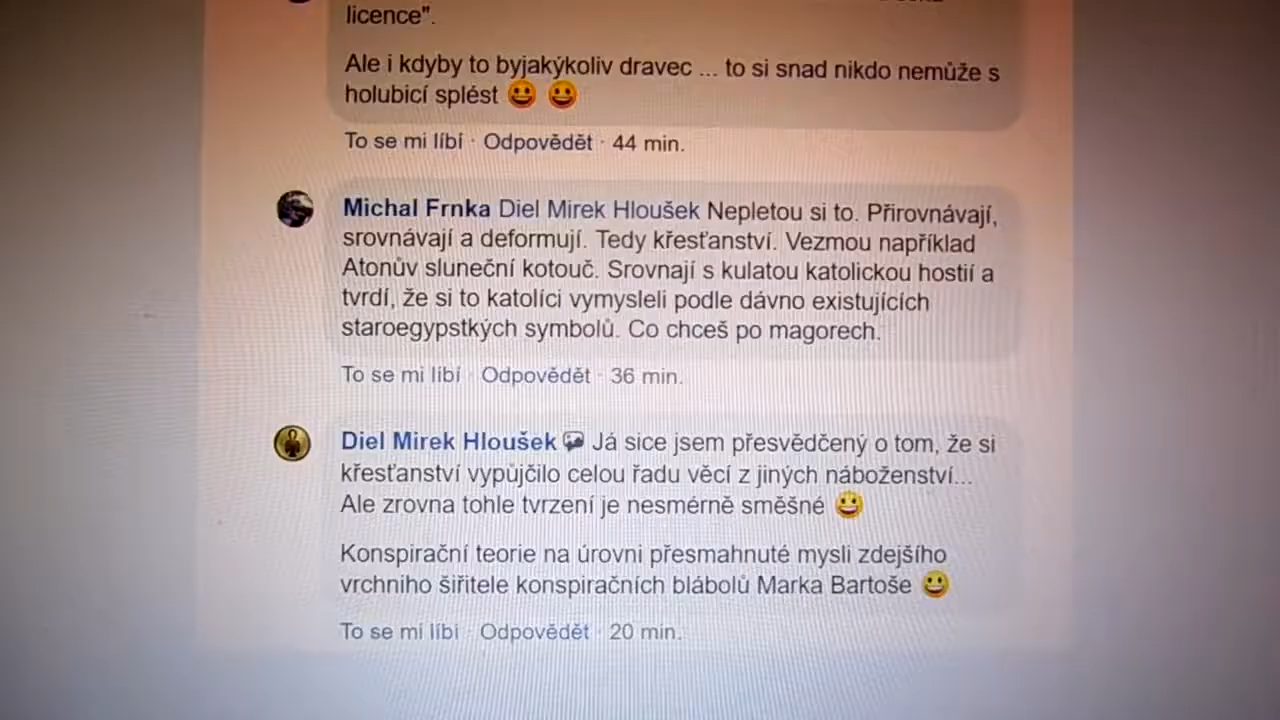 licence".
Ale i kdyby to byjakýkoliv dravec ... to si snad nikdo nemůže s
holubicí splést 😃 😃
To se mi líbí · Odpovědět · 44 min.
Michal Frnka Diel Mirek Hloušek Nepletou si to. Přirovnávají,
srovnávají a deformují. Tedy křesťanství. Vezmou například
Atonův sluneční kotouč. Srovnají s kulatou katolickou hostií a
tvrdí, že si to katolíci vymysleli podle dávno existujících
staroegypstkých symbolů. Co chceš po magorech.
To se mi líbí · Odpovědět · 36 min.
Diel Mirek Hloušek Já sice jsem přesvědčený o tom, že si
křesťanství vypůjčilo celou řadu věcí z jiných náboženství...
Ale zrovna tohle tvrzení je nesmérně směšné 😃
Konspirační teorie na úrovni přesmahnuté mysli zdejšího
vrchniho šiřitele konspiračních blábolů Marka Bartoše 😃
To se mi líbí · Odpovědět · 20 min.